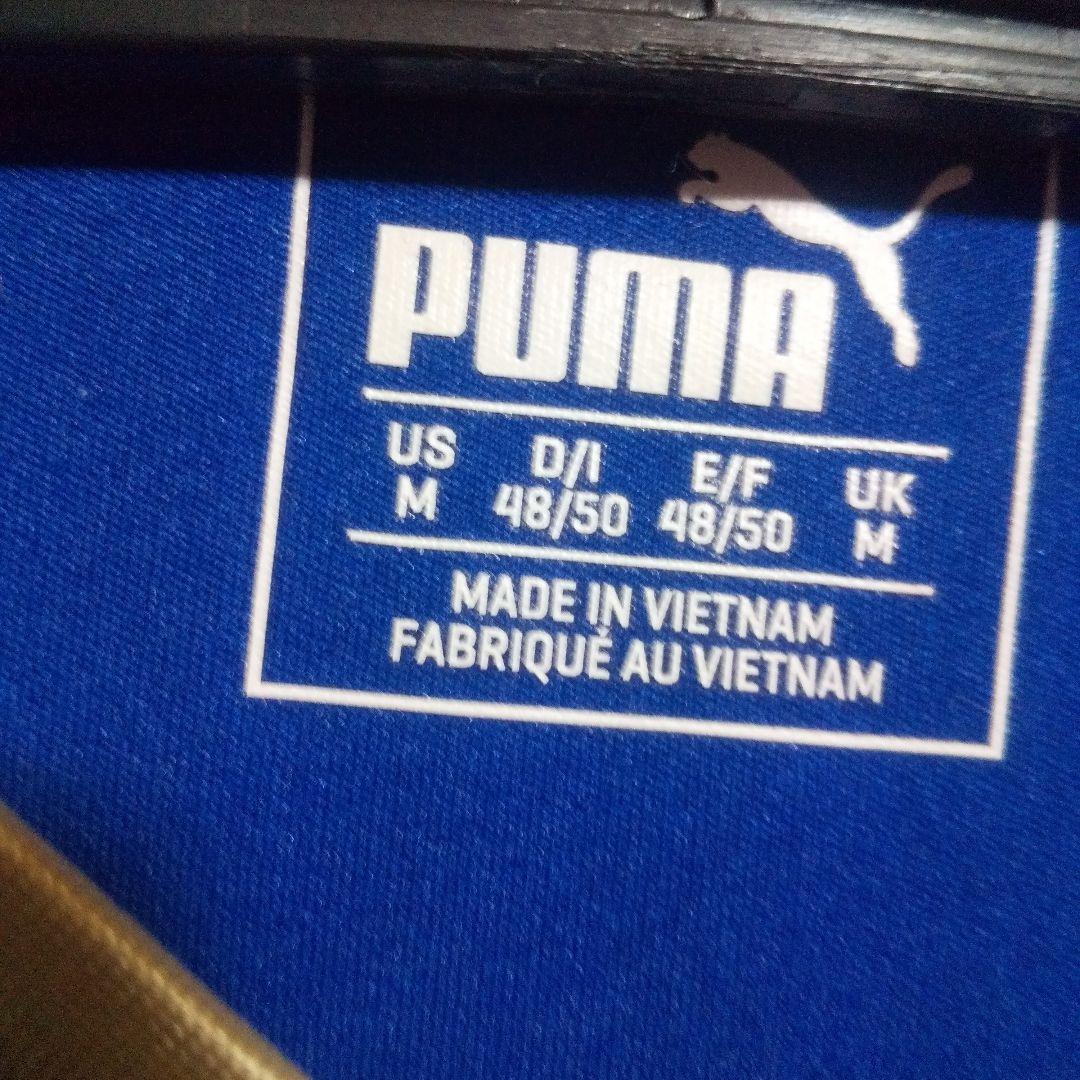 PUMA
US D/I E/F UK
M 48/50 48/50 M
MADE IN VIETNAM
FABRIQUÉ AU VIETNAM